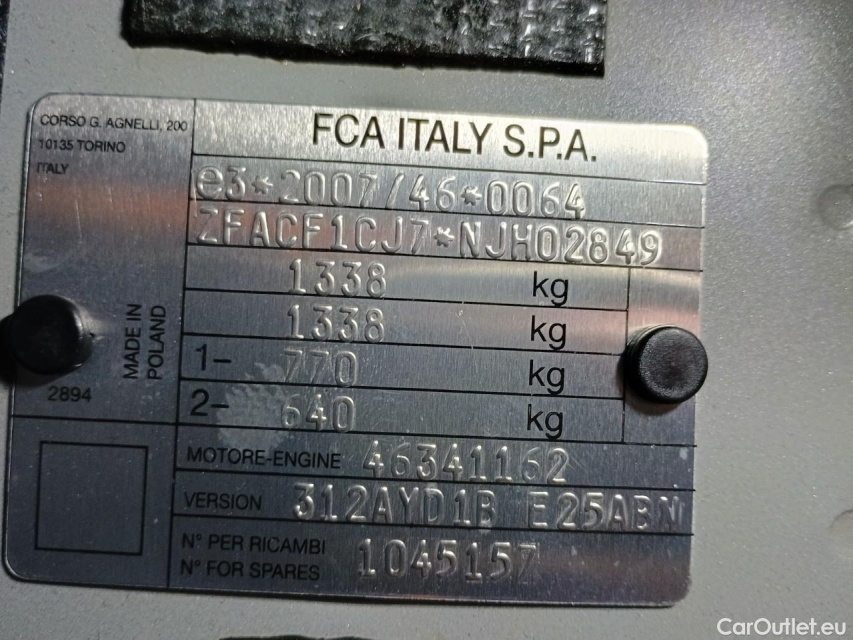 CORSO G. AGNELLI, 200
10135 TORINO
ITALY
FCA ITALY S.P.A.
e3*2007/46*0064
ZFACF1CJ7*NJH02849
1338 kg
1338 kg
1- 770 kg
2- 640 kg
MADE IN
POLAND
2894
MOTORE-ENGINE 46341162
VERSION 312AYD1B E25ABN
N° PER RICAMBI
N° FOR SPARES 1045157
CarOutlet.eu